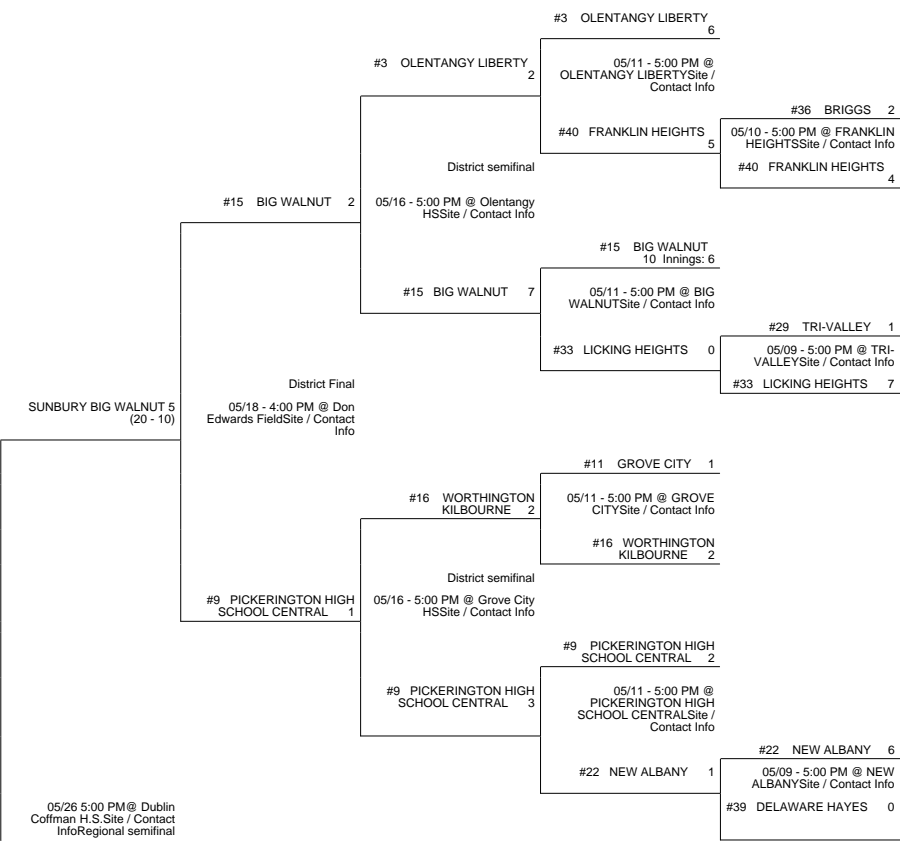 #3 OLENTANGY LIBERTY
6
05/11 - 5:00 PM @
OLENTANGY LIBERTYSite /
Contact Info
#3 OLENTANGY LIBERTY
2
#36 BRIGGS 2
#40 FRANKLIN HEIGHTS
5
05/10 - 5:00 PM @ FRANKLIN
HEIGHTSSite / Contact Info
#40 FRANKLIN HEIGHTS
4
District semifinal
05/16 - 5:00 PM @ Olentangy
HSSite / Contact Info
#15 BIG WALNUT 2
#15 BIG WALNUT
10 Innings: 6
#15 BIG WALNUT 7
05/11 - 5:00 PM @ BIG
WALNUTSite / Contact Info
#29 TRI-VALLEY 1
#33 LICKING HEIGHTS 0
05/09 - 5:00 PM @ TRI-
VALLEYSite / Contact Info
#33 LICKING HEIGHTS 7
District Final
05/18 - 4:00 PM @ Don
Edwards FieldSite / Contact
Info
SUNBURY BIG WALNUT 5
(20 - 10)
#11 GROVE CITY 1
#16 WORTHINGTON
KILBOURNE 2
05/11 - 5:00 PM @ GROVE
CITYSite / Contact Info
#16 WORTHINGTON
KILBOURNE 2
District semifinal
05/16 - 5:00 PM @ Grove City
HSSite / Contact Info
#9 PICKERINGTON HIGH
SCHOOL CENTRAL 1
#9 PICKERINGTON HIGH
SCHOOL CENTRAL 2
#9 PICKERINGTON HIGH
SCHOOL CENTRAL 3
05/11 - 5:00 PM @
PICKERINGTON HIGH
SCHOOL CENTRALSite /
Contact Info
#22 NEW ALBANY 6
#22 NEW ALBANY 1
05/09 - 5:00 PM @ NEW
ALBANYSite / Contact Info
#39 DELAWARE HAYES 0
05/26 5:00 PM@ Dublin
Coffman H.S.Site / Contact
InfoRegional semifinal